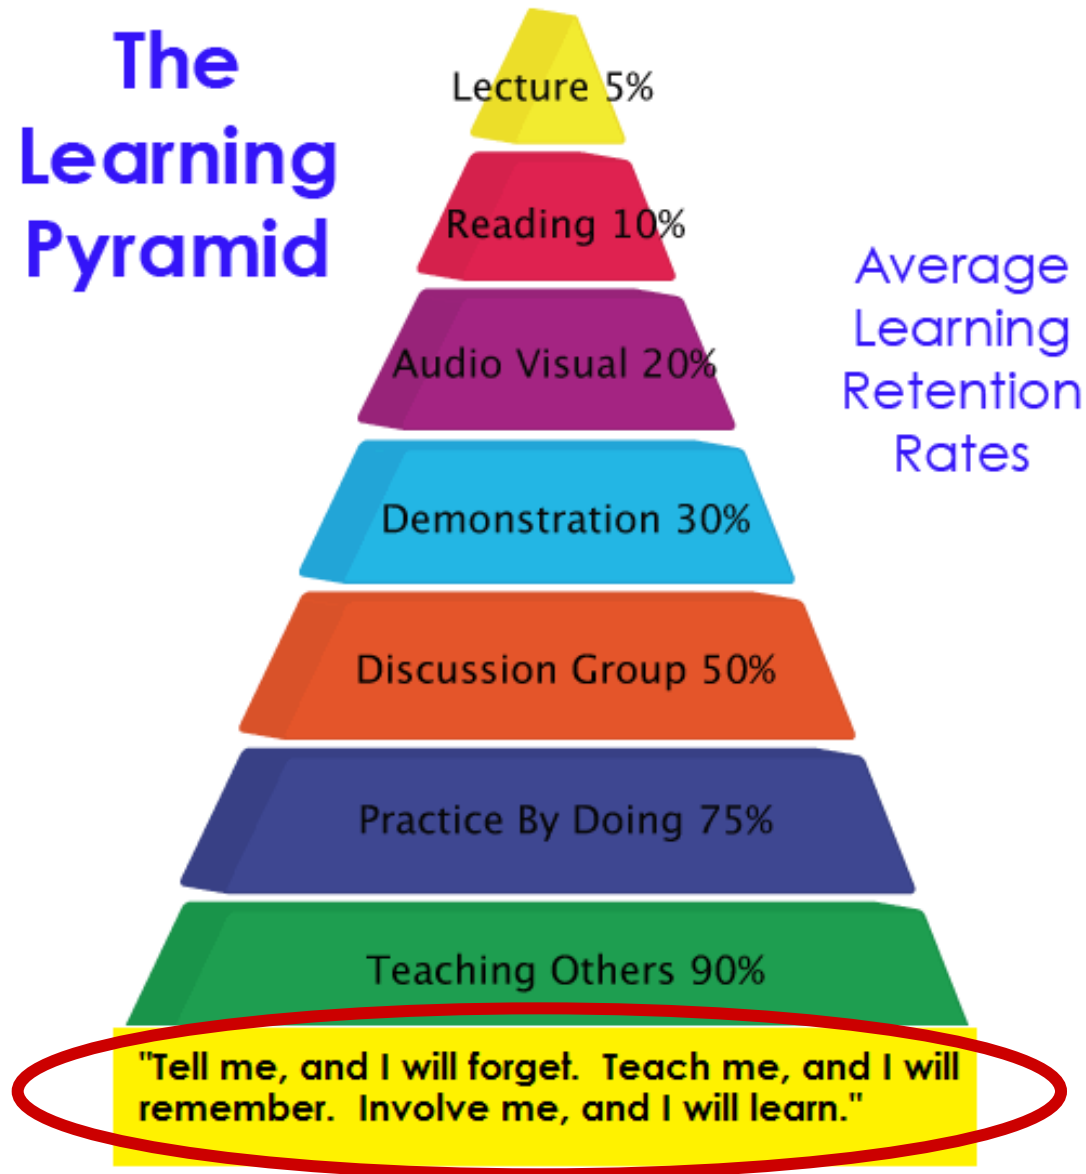 The
Learning
Pyramid
Lecture 5%
Reading 10%
Average
Learning
Retention
Rates
Audio Visual 20%
Demonstration 30%
Discussion Group 50%
Practice By Doing 75%
Teaching Others 90%
"Tell me, and I will forget.  Teach me, and I will
remember.  Involve me, and I will learn."